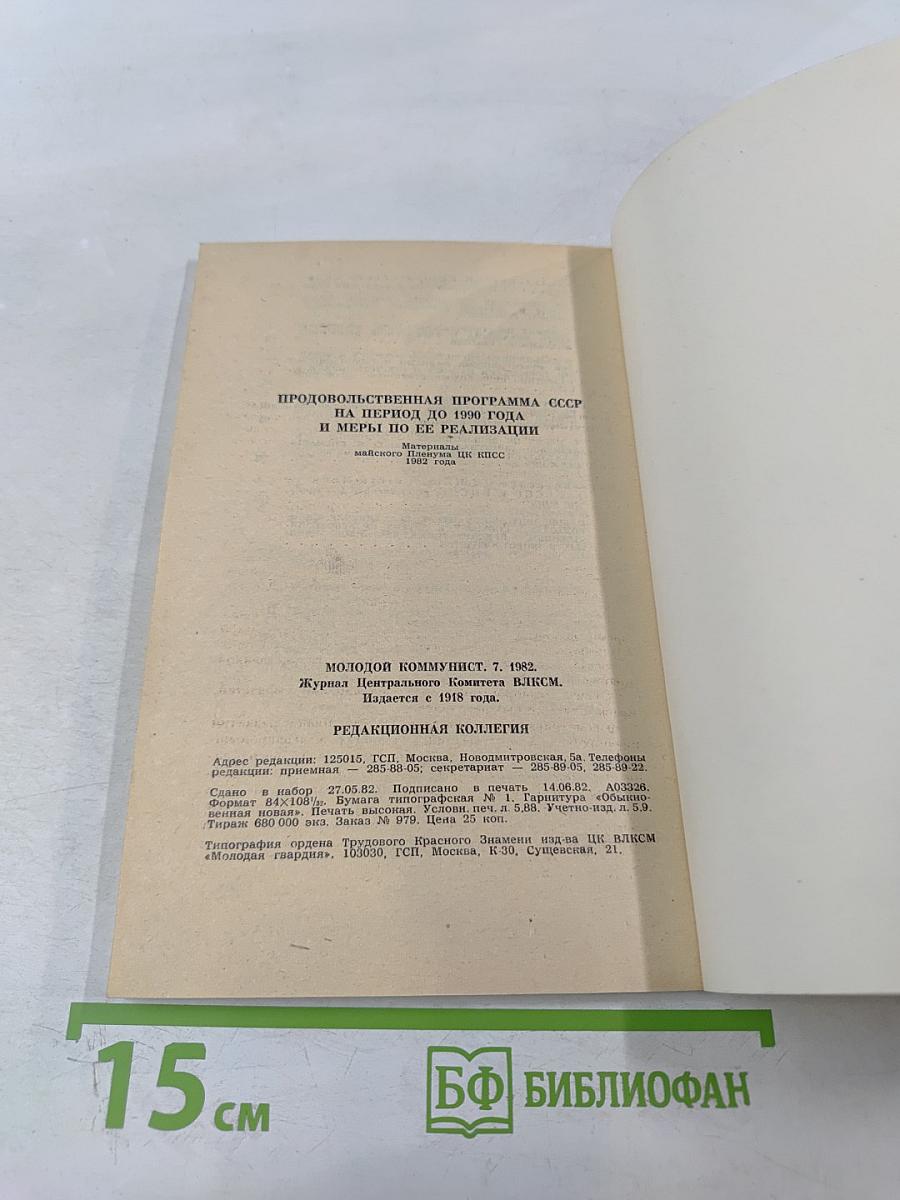 ПРОДОВОЛЬСТВЕННАЯ ПРОГРАММА СССР
НА ПЕРИОД ДО 1990 ГОДА
И МЕРЫ ПО ЕЕ РЕАЛИЗАЦИИ
Материалы
майского Пленума ЦК КПСС
1982 года
МОЛОДОЙ КОММУНИСТ. 7. 1982.
Журнал Центрального Комитета ВЛКСМ.
Издается с 1918 года.
РЕДАКЦИОННАЯ КОЛЛЕГИЯ
Адрес редакции: 125015, ГСП, Москва, Новодмитровская, 5а. Телефоны
редакции: приемная — 285-88-05; секретариат — 285-89-05, 285-89-22.
Сдано в набор 27.05.82. Подписано в печать 14.06.82. А03326.
Формат 84×108¹/₃₂. Бумага типографская № 1. Гарнитура «Обыкно-
венная новая». Печать высокая. Условн. печ. л. 5,88. Учетно-изд. л. 5,9.
Тираж 680 000 экз. Заказ № 979. Цена 25 коп.
Типография ордена Трудового Красного Знамени изд-ва ЦК ВЛКСМ
«Молодая гвардия». 103030, ГСП, Москва, К-30, Сущевская, 21.
15 см
БФ БИБЛИОФАН